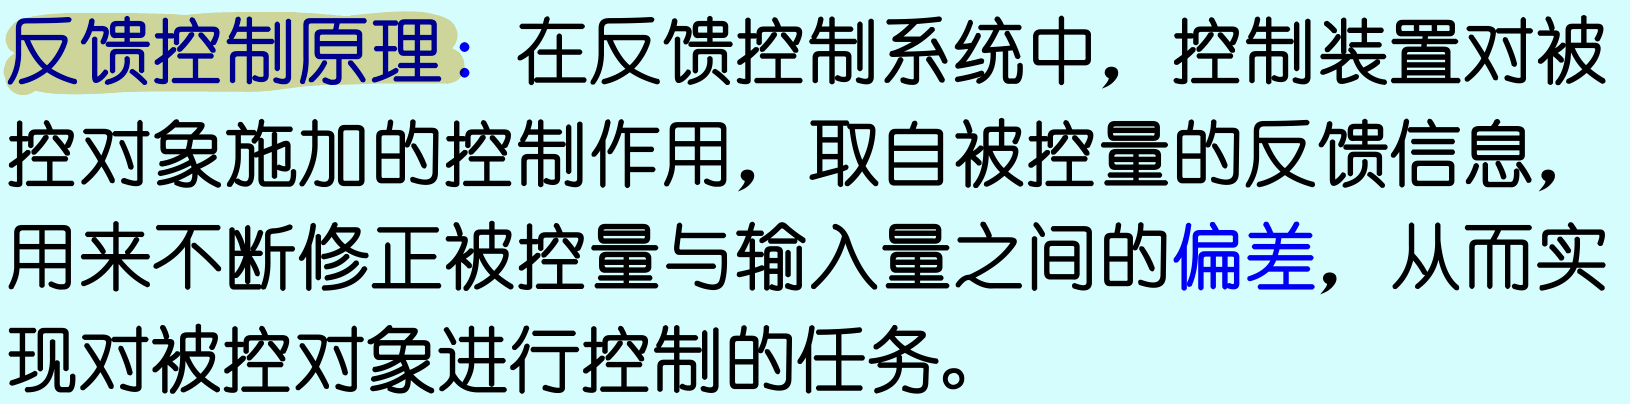 反馈控制原理：在反馈控制系统中，控制装置对被
控对象施加的控制作用，取自被控量的反馈信息，
用来不断修正被控量与输入量之间的偏差，从而实
现对被控对象进行控制的任务。